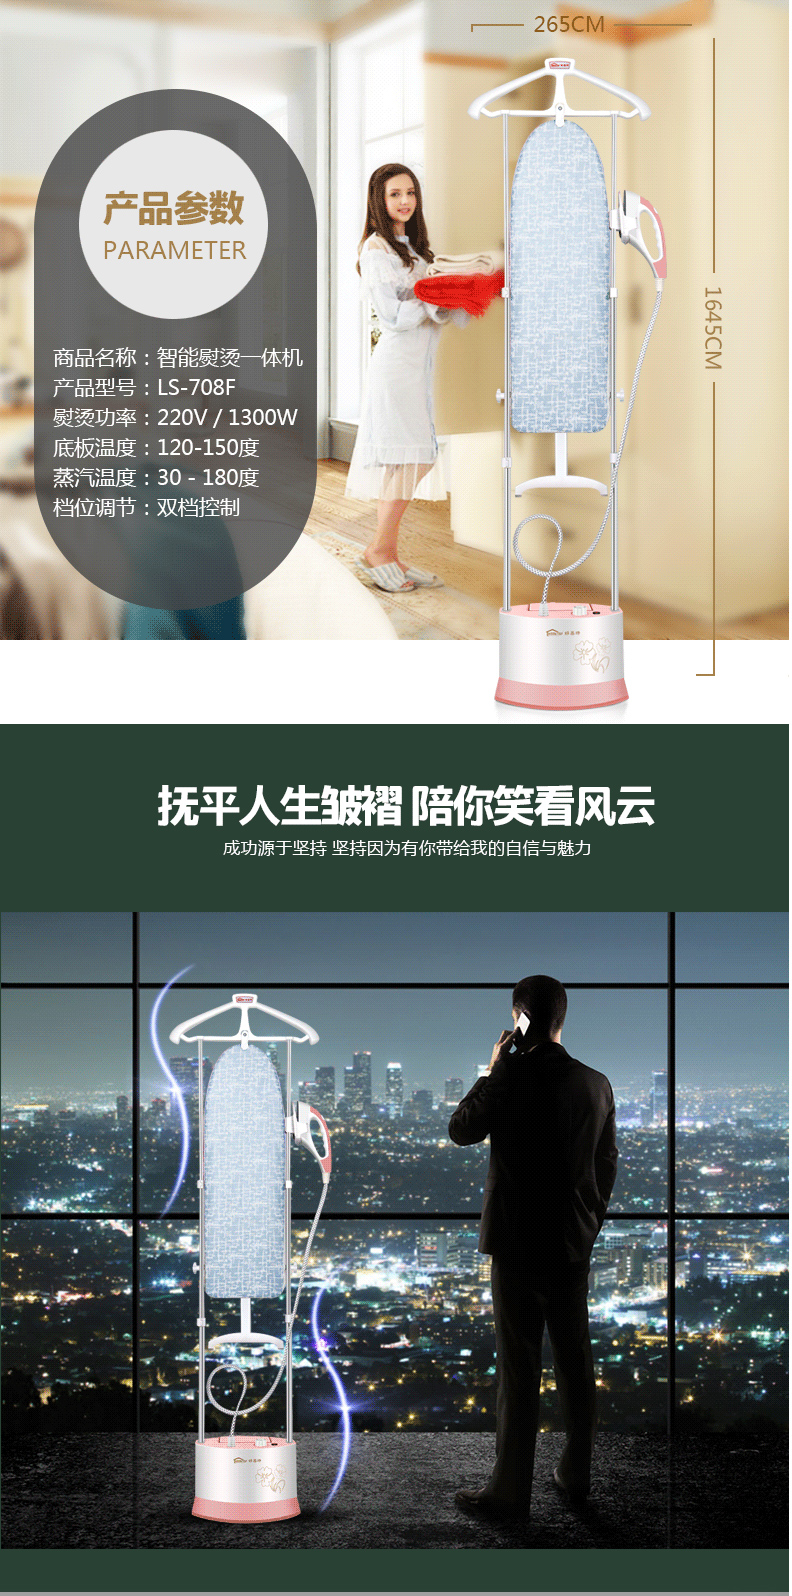 265CM
1645CM
产品参数
PARAMETER
商品名称：智能熨烫一体机
产品型号：LS-708F
熨烫功率：220V / 1300W
底板温度：120-150度
蒸汽温度：30 - 180度
档位调节：双档控制
抚平人生皱褶 陪你笑看风云
成功源于坚持 坚持因为有你带给我的自信与魅力